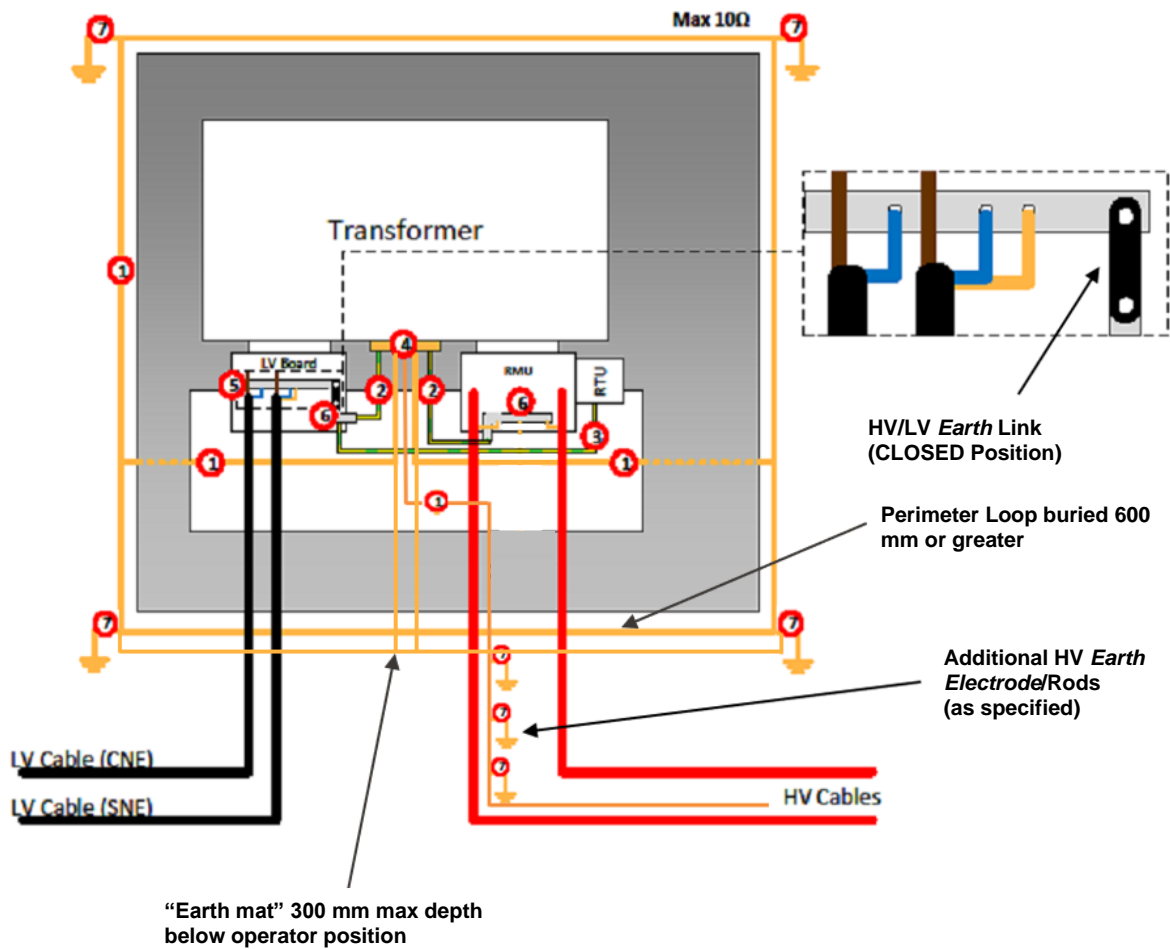 7
Max 10Ω
7
Transformer
1
4
LV Board
RMU
RTU
5
2
2
6
6
3
1
1
1
HV/LV Earth Link
(CLOSED Position)
Perimeter Loop buried 600
mm or greater
7
7
7
Additional HV Earth
Electrode/Rods
(as specified)
7
7
LV Cable (CNE)
LV Cable (SNE)
HV Cables
“Earth mat” 300 mm max depth
below operator position